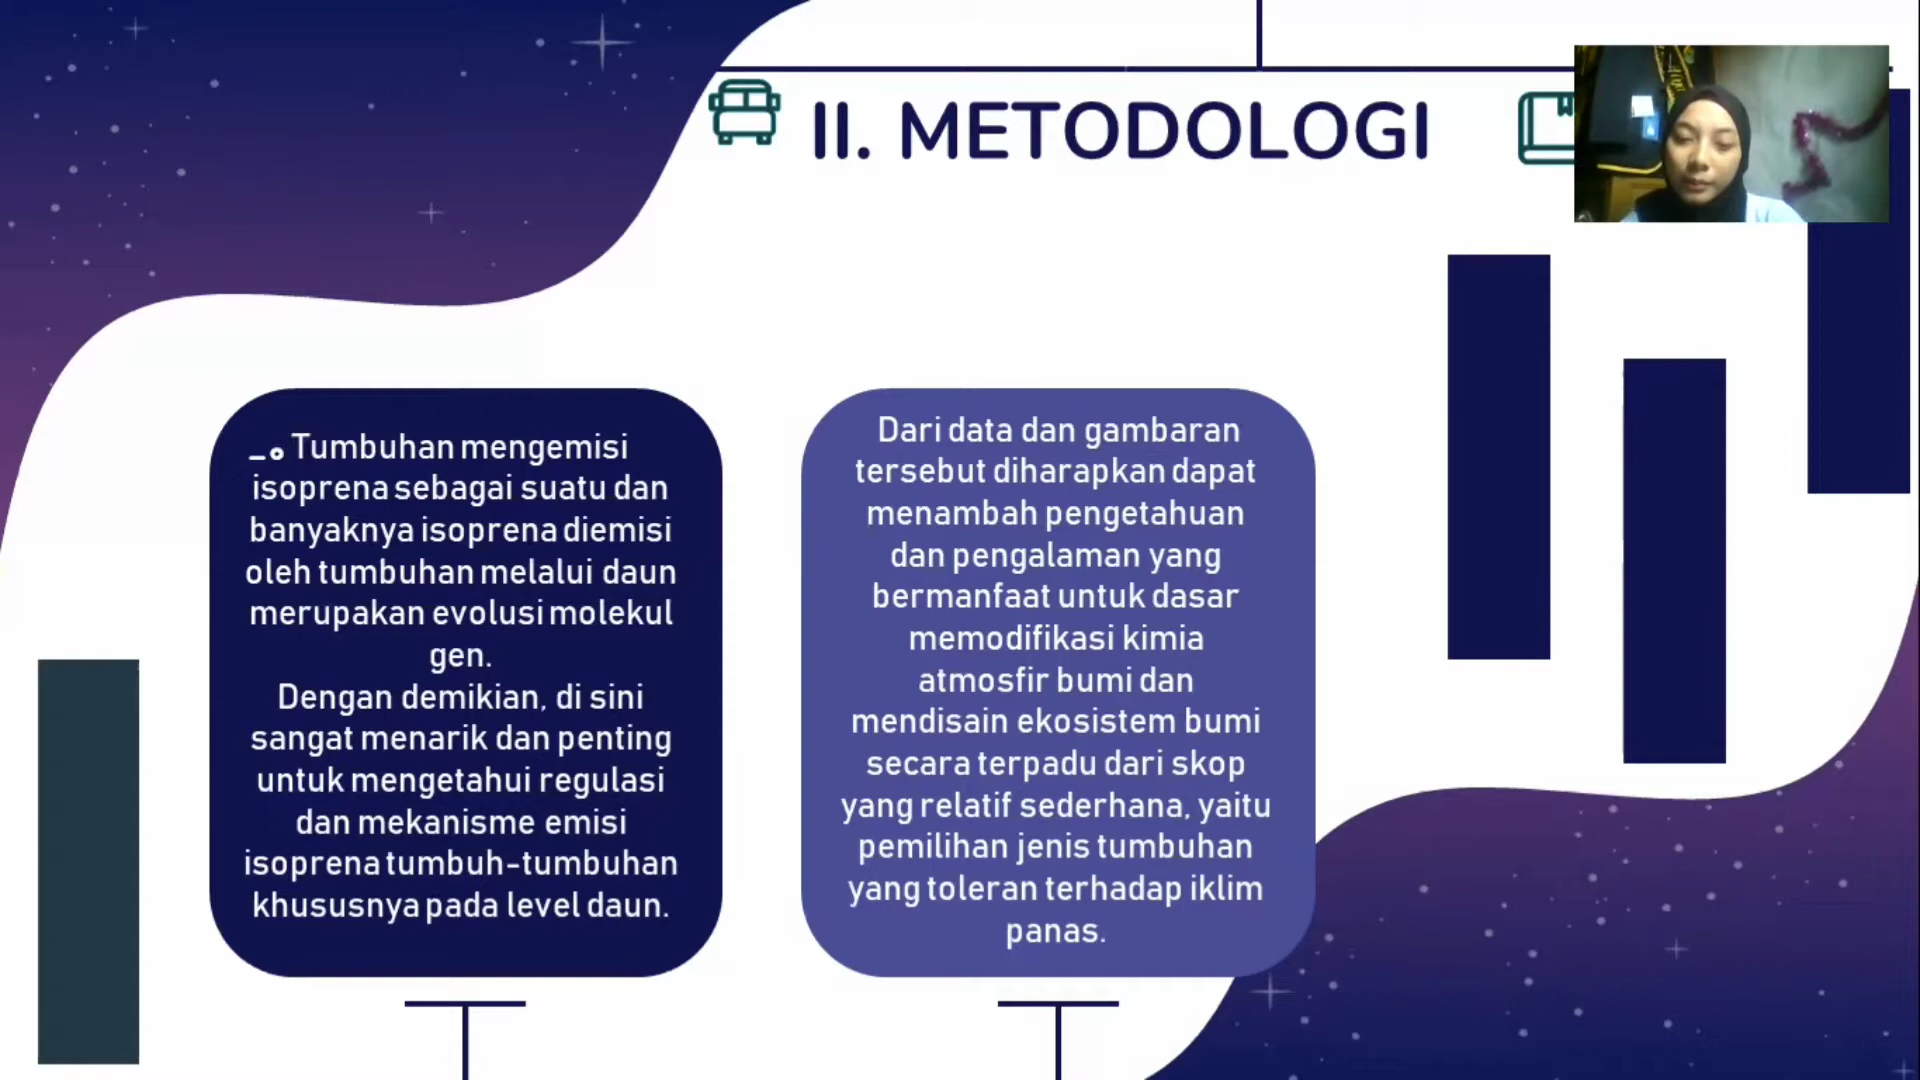 II. METODOLOGI
Tumbuhan mengemisi
isoprena sebagai suatu dan
banyaknya isoprena diemisi
oleh tumbuhan melalui daun
merupakan evolusi molekul
gen.
Dengan demikian, di sini
sangat menarik dan penting
untuk mengetahui regulasi
dan mekanisme emisi
isoprena tumbuh-tumbuhan
khususnya pada level daun.
Dari data dan gambaran
tersebut diharapkan dapat
menambah pengetahuan
dan pengalaman yang
bermanfaat untuk dasar
memodifikasi kimia
atmosfir bumi dan
mendisain ekosistem bumi
secara terpadu dari skop
yang relatif sederhana, yaitu
pemilihan jenis tumbuhan
yang toleran terhadap iklim
panas.